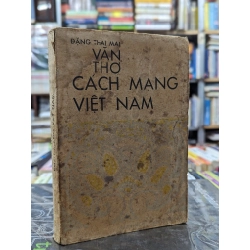 ĐẶNG THAI MAI
VĂN
THƠ
CÁCH MẠNG
VIỆT NAM